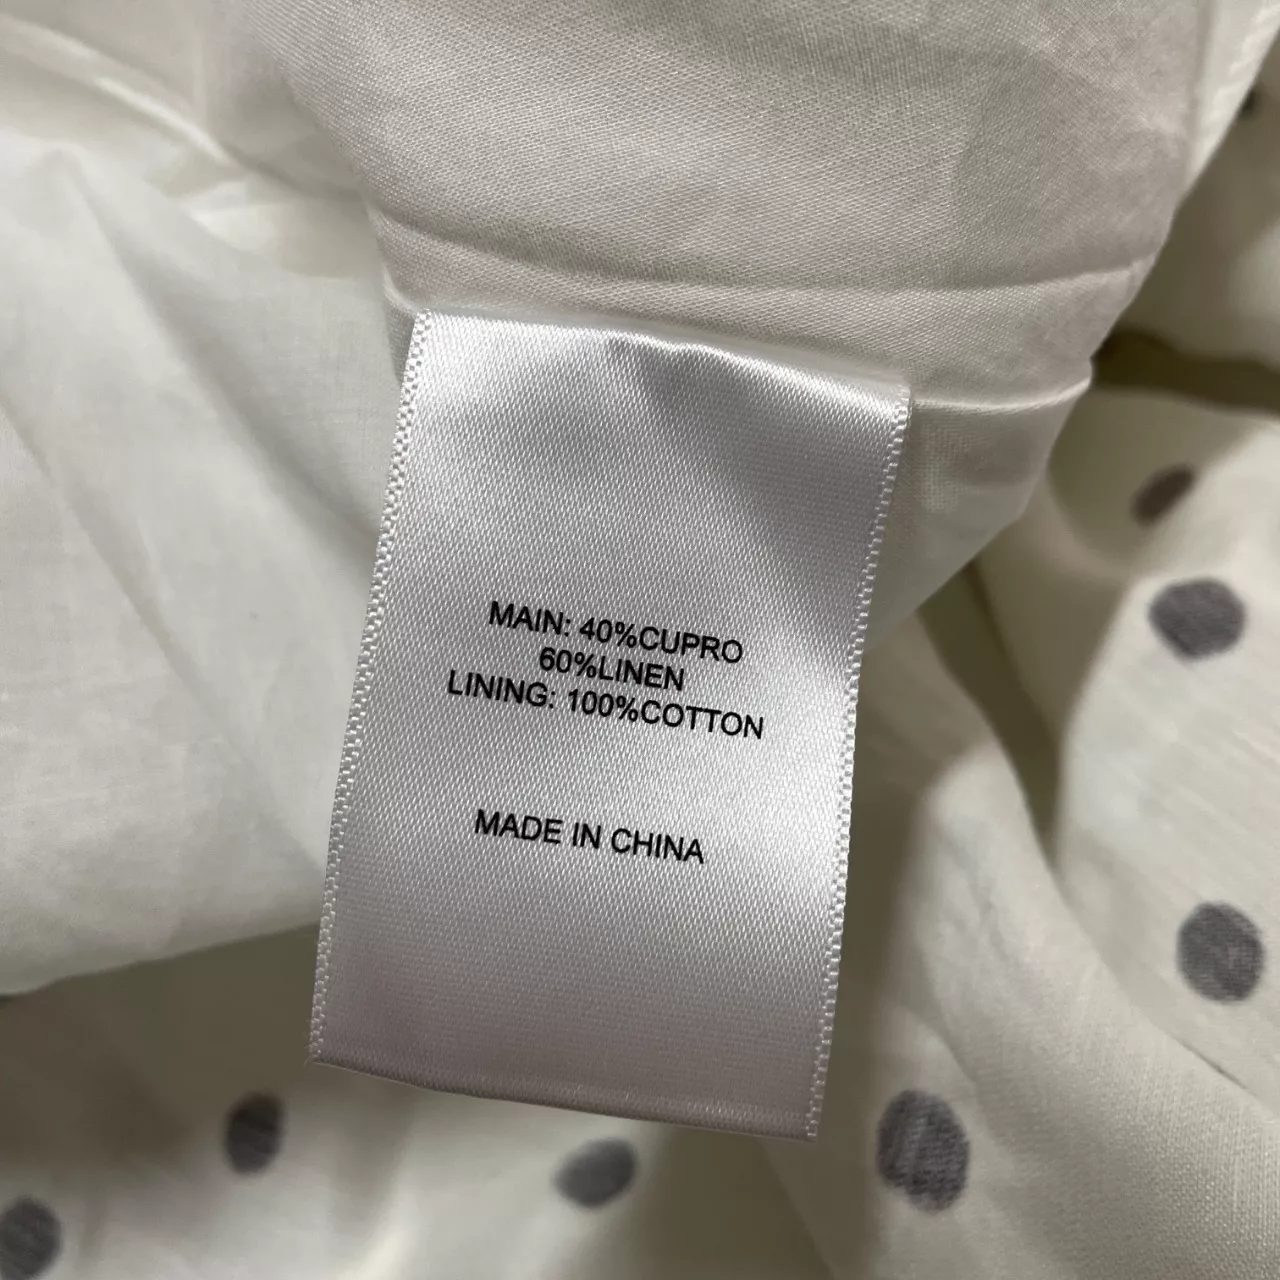 MAIN: 40%CUPRO
60%LINEN
LINING: 100%COTTON
MADE IN CHINA